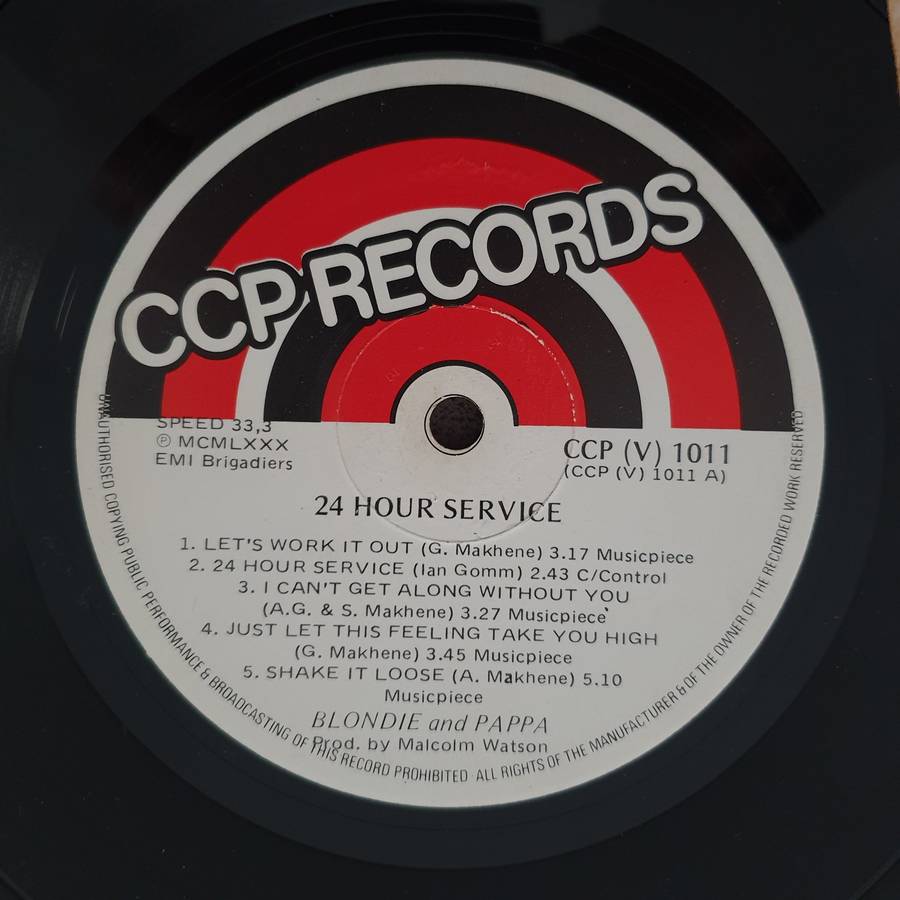 CCP RECORDS
SPEED 33,3
Ⓟ MCMLXXX
EMI Brigadiers
CCP (V) 1011
(CCP (V) 1011 A)
24 HOUR SERVICE
1. LET'S WORK IT OUT (G. Makhene) 3.17 Musicpiece
2. 24 HOUR SERVICE (Ian Gomm) 2.43 C/Control
3. I CAN'T GET ALONG WITHOUT YOU
(A.G. & S. Makhene) 3.27 Musicpiece
4. JUST LET THIS FEELING TAKE YOU HIGH
(G. Makhene) 3.45 Musicpiece
5. SHAKE IT LOOSE (A. Makhene) 5.10
Musicpiece
BLONDIE and PAPPA
Prod. by Malcolm Watson
UNAUTHORISED COPYING PUBLIC PERFORMANCE & BROADCASTING OF THIS RECORD PROHIBITED · ALL RIGHTS OF THE MANUFACTURER & OF THE OWNER OF THE RECORDED WORK RESERVED